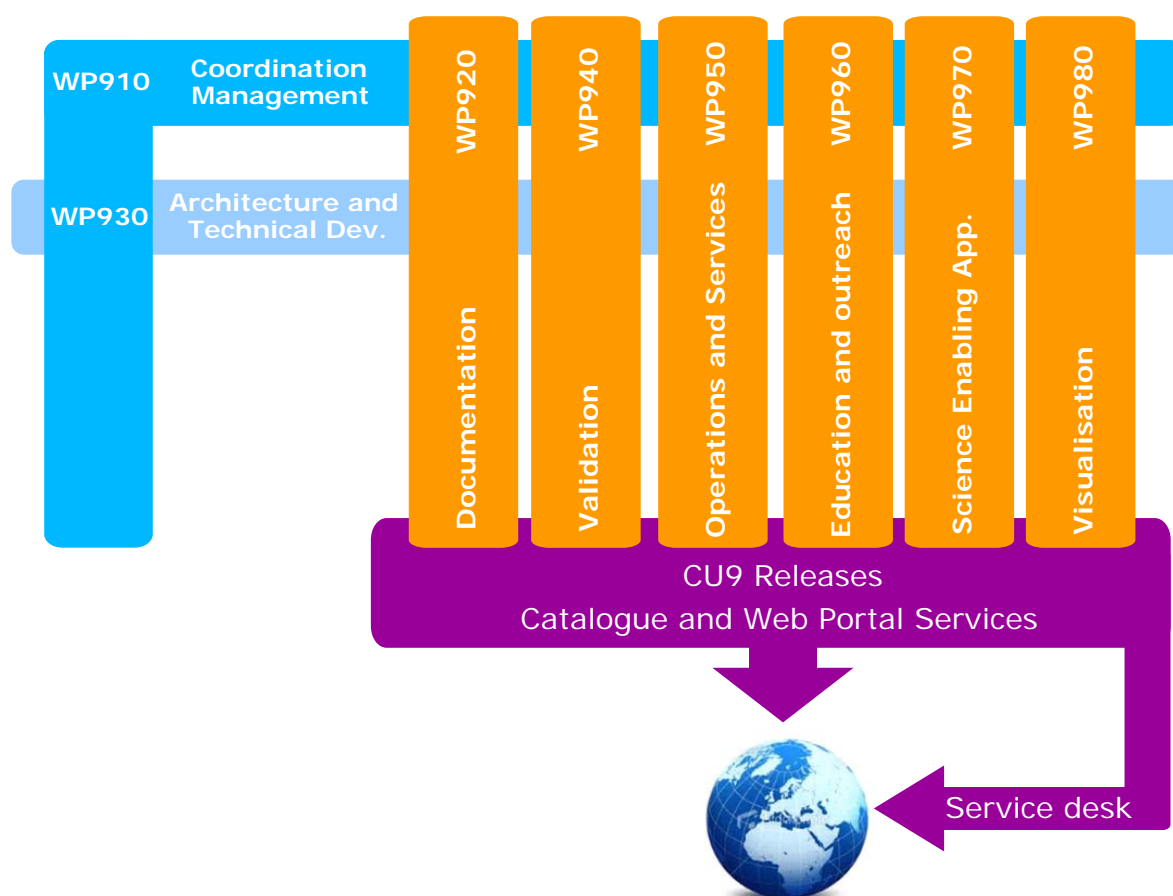 WP910
Coordination
Management
WP930
Architecture and
Technical Dev.
WP920
Documentation
WP940
Validation
WP950
Operations and Services
WP960
Education and outreach
WP970
Science Enabling App.
WP980
Visualisation
CU9 Releases
Catalogue and Web Portal Services
Service desk